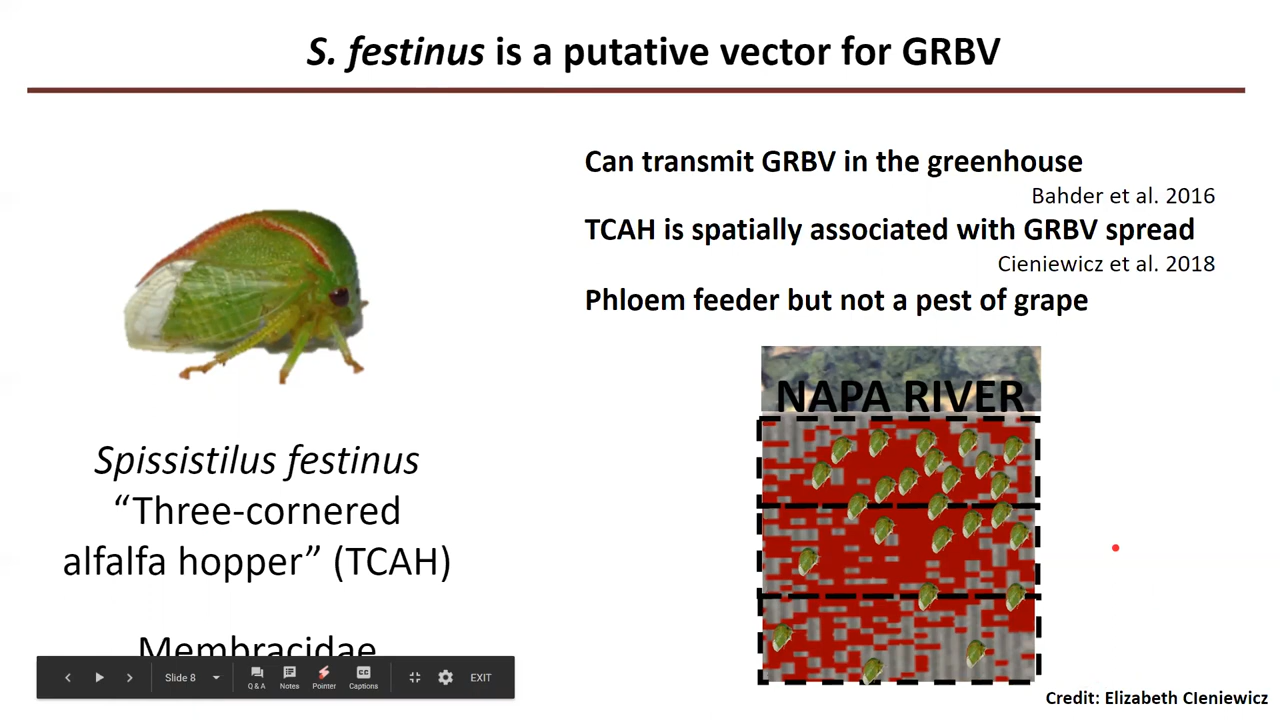 S. festinus is a putative vector for GRBV
Can transmit GRBV in the greenhouse
Bahder et al. 2016
TCAH is spatially associated with GRBV spread
Cieniewicz et al. 2018
Phloem feeder but not a pest of grape
NAPA RIVER
Spissistilus festinus
“Three-cornered
alfalfa hopper” (TCAH)
Membracidae
Slide 8
Q & A
Notes
Pointer
CC
Captions
EXIT
Credit: Elizabeth CIeniewicz